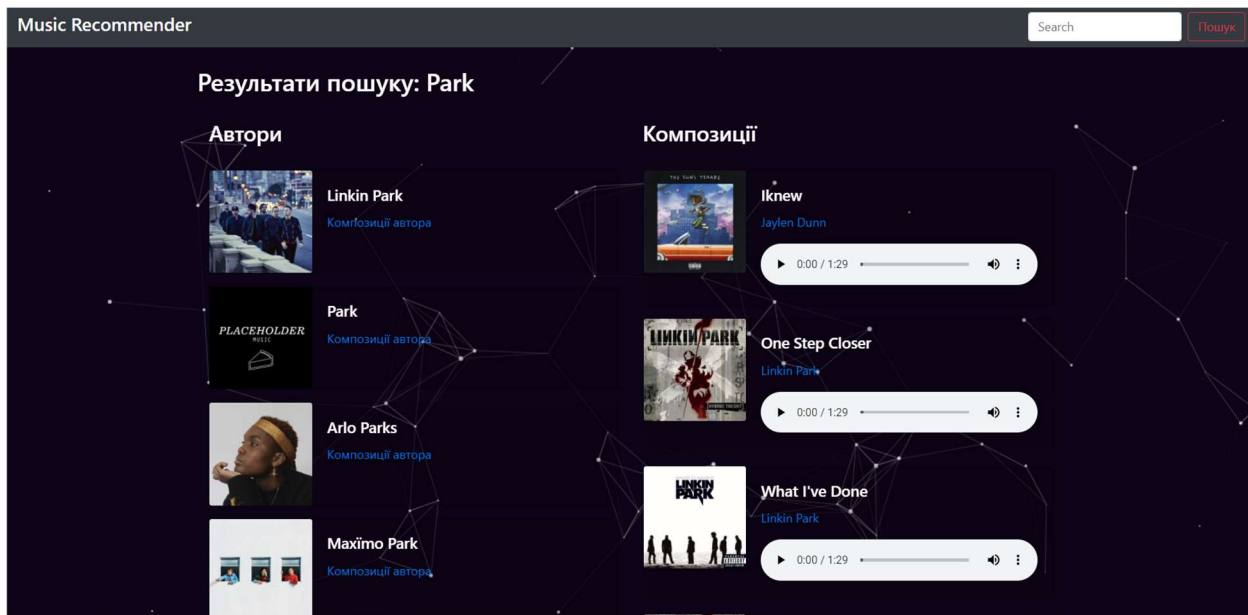 Music Recommender
Search
Пошук
Результати пошуку: Park
Автори
Linkin Park
Композиції автора
PLACEHOLDER
MUSIC
Park
Композиції автора
Arlo Parks
Композиції автора
Maxïmo Park
Композиції автора
Композиції
Iknew
Jaylen Dunn
0:00 / 1:29
LINKIN PARK
HYBRID THEORY
One Step Closer
Linkin Park
0:00 / 1:29
LINKIN
PARK
What I've Done
Linkin Park
0:00 / 1:29